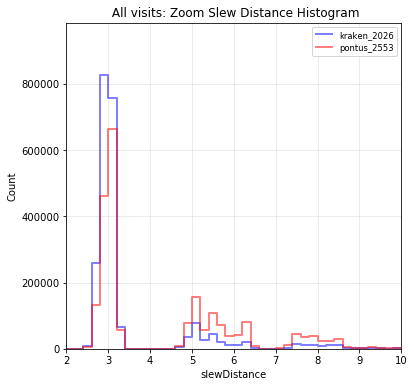 All visits: Zoom Slew Distance Histogram
kraken_2026
pontus_2553
800000
600000
400000
200000
0
Count
2 3 4 5 6 7 8 9 10
slewDistance